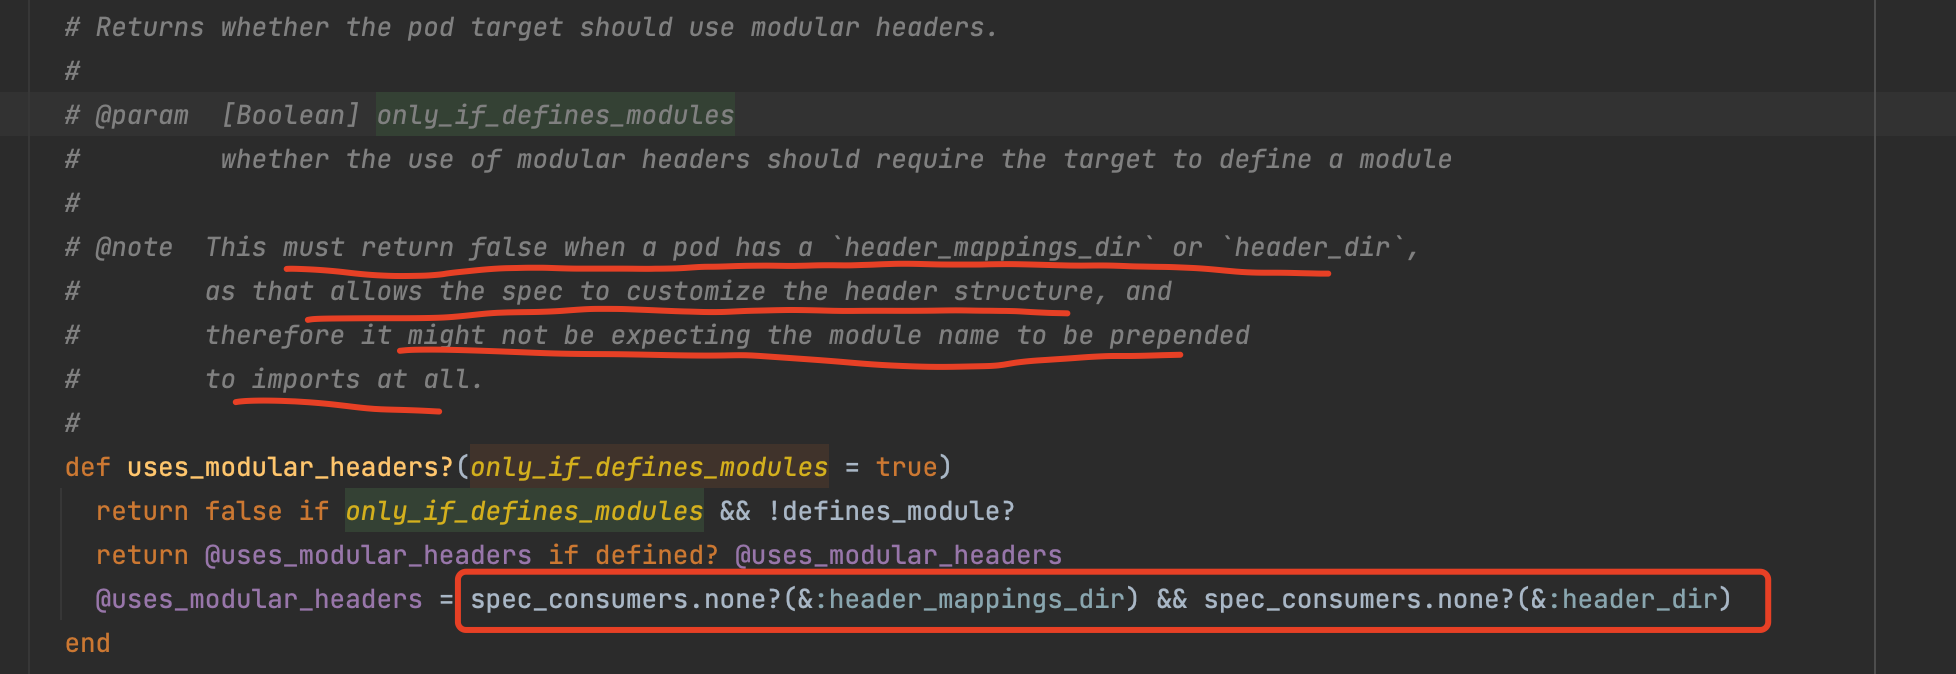 # Returns whether the pod target should use modular headers.
#
# @param  [Boolean] only_if_defines_modules
#         whether the use of modular headers should require the target to define a module
#
# @note  This must return false when a pod has a `header_mappings_dir` or `header_dir`,
#        as that allows the spec to customize the header structure, and
#        therefore it might not be expecting the module name to be prepended
#        to imports at all.
#
def uses_modular_headers?(only_if_defines_modules = true)
  return false if only_if_defines_modules && !defines_module?
  return @uses_modular_headers if defined? @uses_modular_headers
  @uses_modular_headers = spec_consumers.none?(&:header_mappings_dir) && spec_consumers.none?(&:header_dir)
end